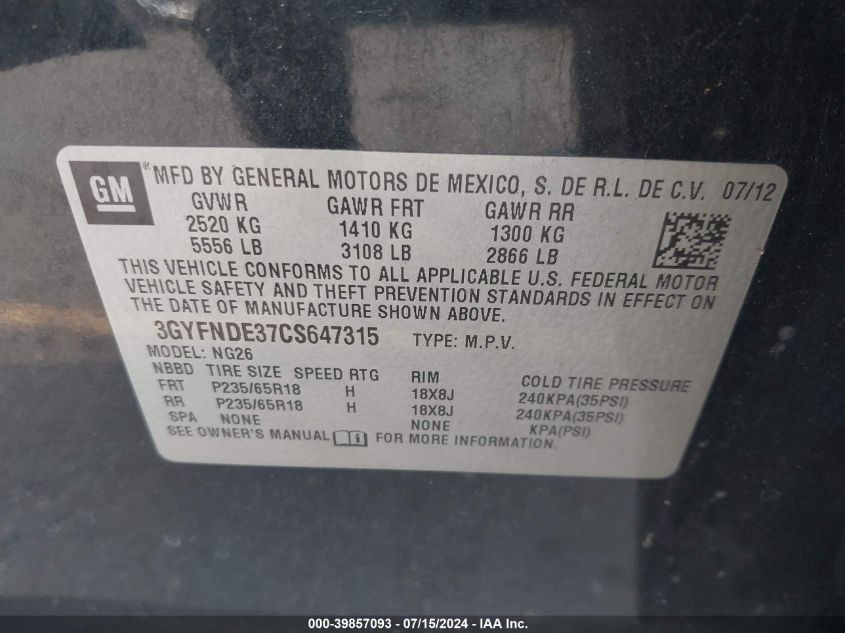 GM ® MFD BY GENERAL MOTORS DE MEXICO, S. DE R.L. DE C.V. 07/12
GVWR GAWR FRT GAWR RR
2520 KG 1410 KG 1300 KG
5556 LB 3108 LB 2866 LB
THIS VEHICLE CONFORMS TO ALL APPLICABLE U.S. FEDERAL MOTOR
VEHICLE SAFETY AND THEFT PREVENTION STANDARDS IN EFFECT ON
THE DATE OF MANUFACTURE SHOWN ABOVE.
3GYFNDE37CS647315 TYPE: M.P.V.
MODEL: NG26
NBBD TIRE SIZE SPEED RTG RIM COLD TIRE PRESSURE
FRT P235/65R18 H 18X8J 240KPA(35PSI)
RR P235/65R18 H 18X8J 240KPA(35PSI)
SPA NONE NONE KPA(PSI)
SEE OWNER'S MANUAL FOR MORE INFORMATION.
000-39857093 - 07/15/2024 - IAA Inc.